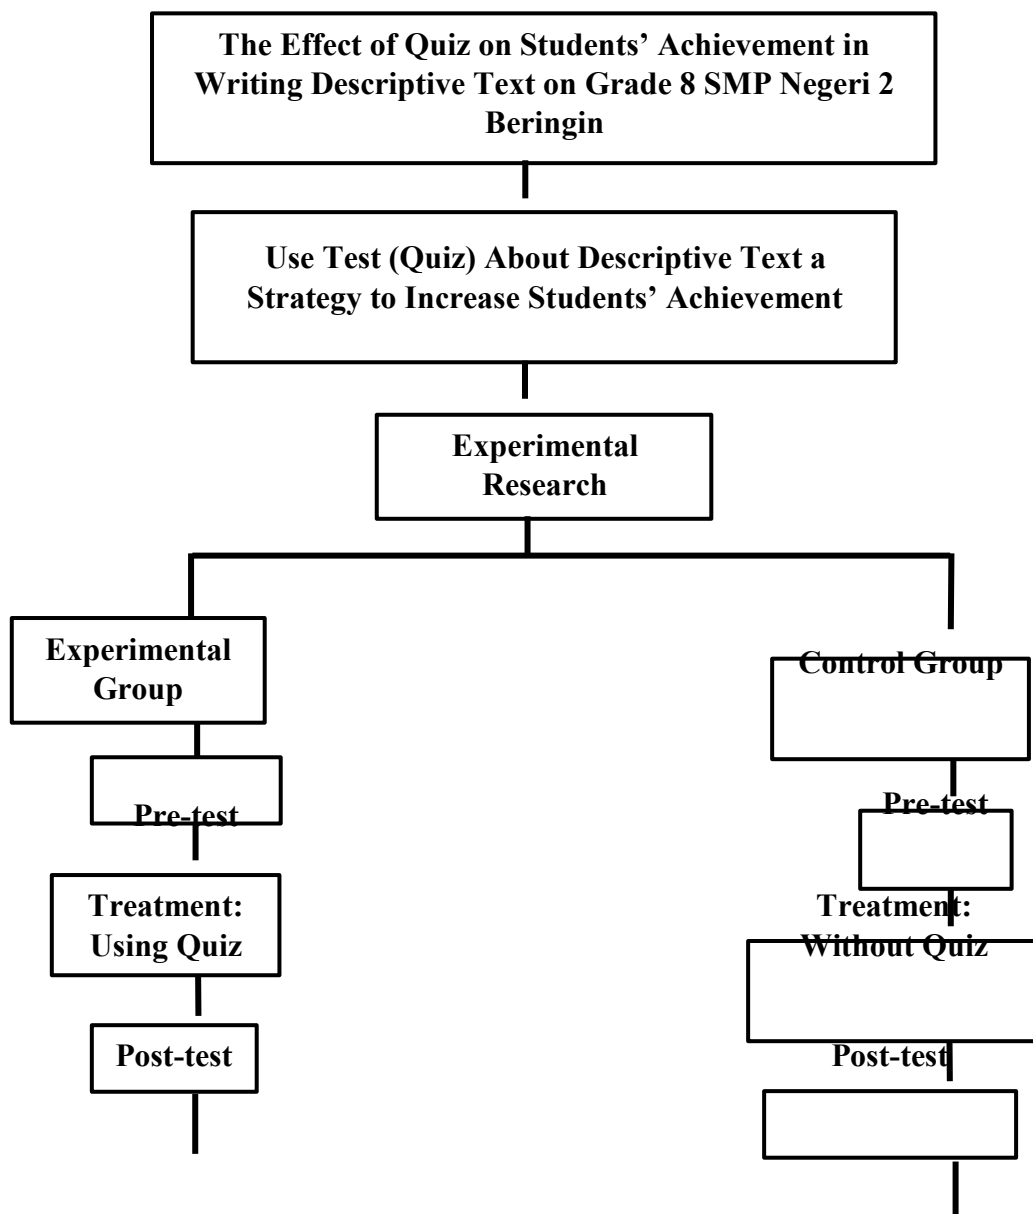 The Effect of Quiz on Students’ Achievement in
Writing Descriptive Text on Grade 8 SMP Negeri 2
Beringin
Use Test (Quiz) About Descriptive Text a
Strategy to Increase Students’ Achievement
Experimental
Research
Experimental
Group
Control Group
Pre-test
Pre-test
Treatment:
Using Quiz
Treatment:
Without Quiz
Post-test
Post-test